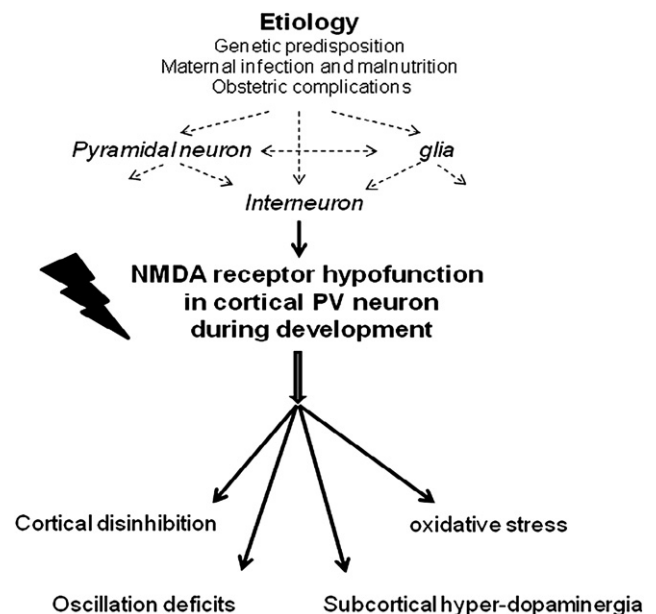 Etiology
Genetic predisposition
Maternal infection and malnutrition
Obstetric complications
Pyramidal neuron
glia
Interneuron
NMDA receptor hypofunction
in cortical PV neuron
during development
Cortical disinhibition
oxidative stress
Oscillation deficits
Subcortical hyper-dopaminergia